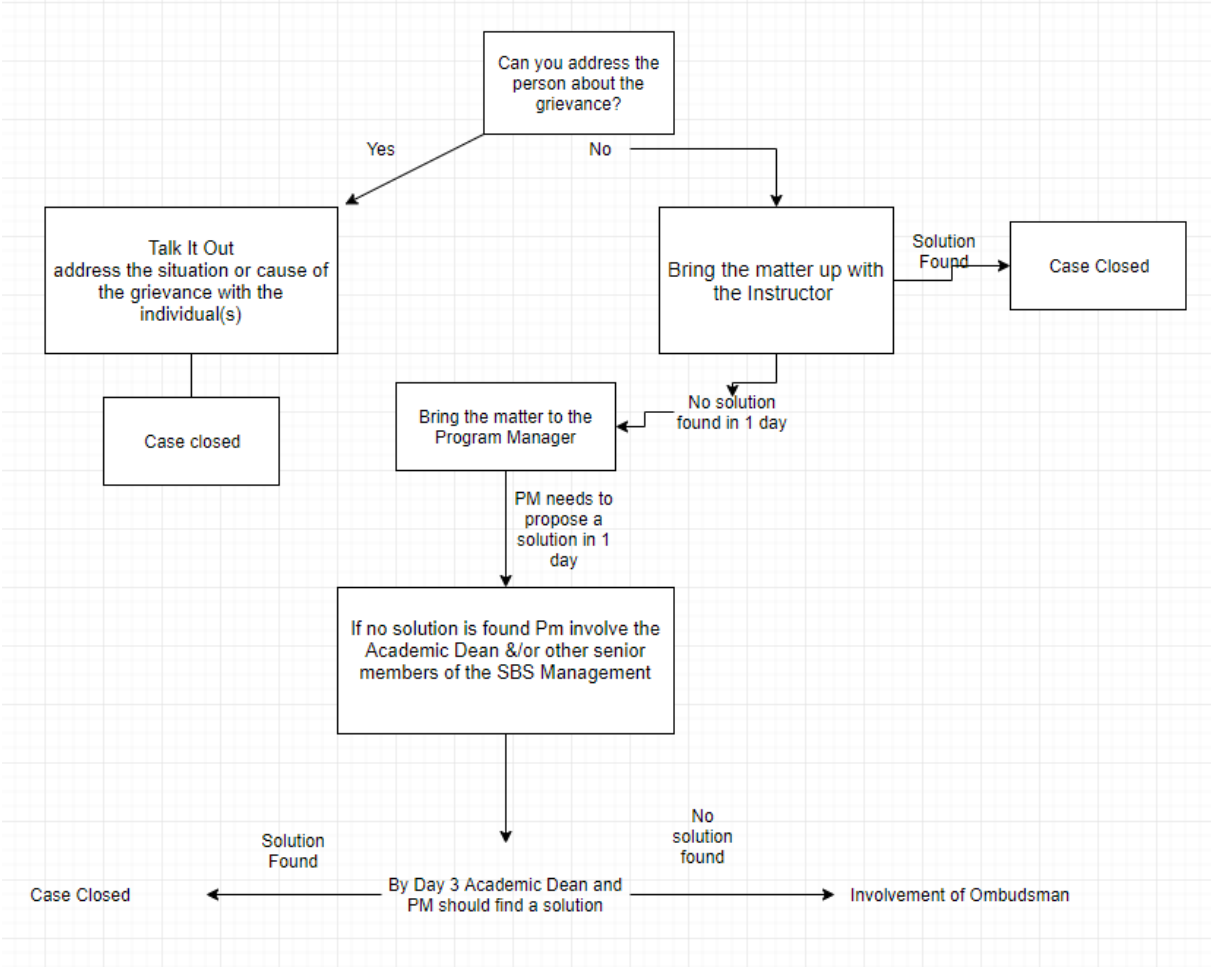 Can you address the
person about the
grievance?
Yes
No
Talk It Out
address the situation or cause of
the grievance with the
individual(s)
Bring the matter up with
the Instructor
Solution
Found
Case Closed
Case closed
Bring the matter to the
Program Manager
No solution
found in 1 day
PM needs to
propose a
solution in 1
day
If no solution is found Pm involve the
Academic Dean &/or other senior
members of the SBS Management
Solution
Found
No
solution
found
Case Closed
By Day 3 Academic Dean and
PM should find a solution
Involvement of Ombudsman